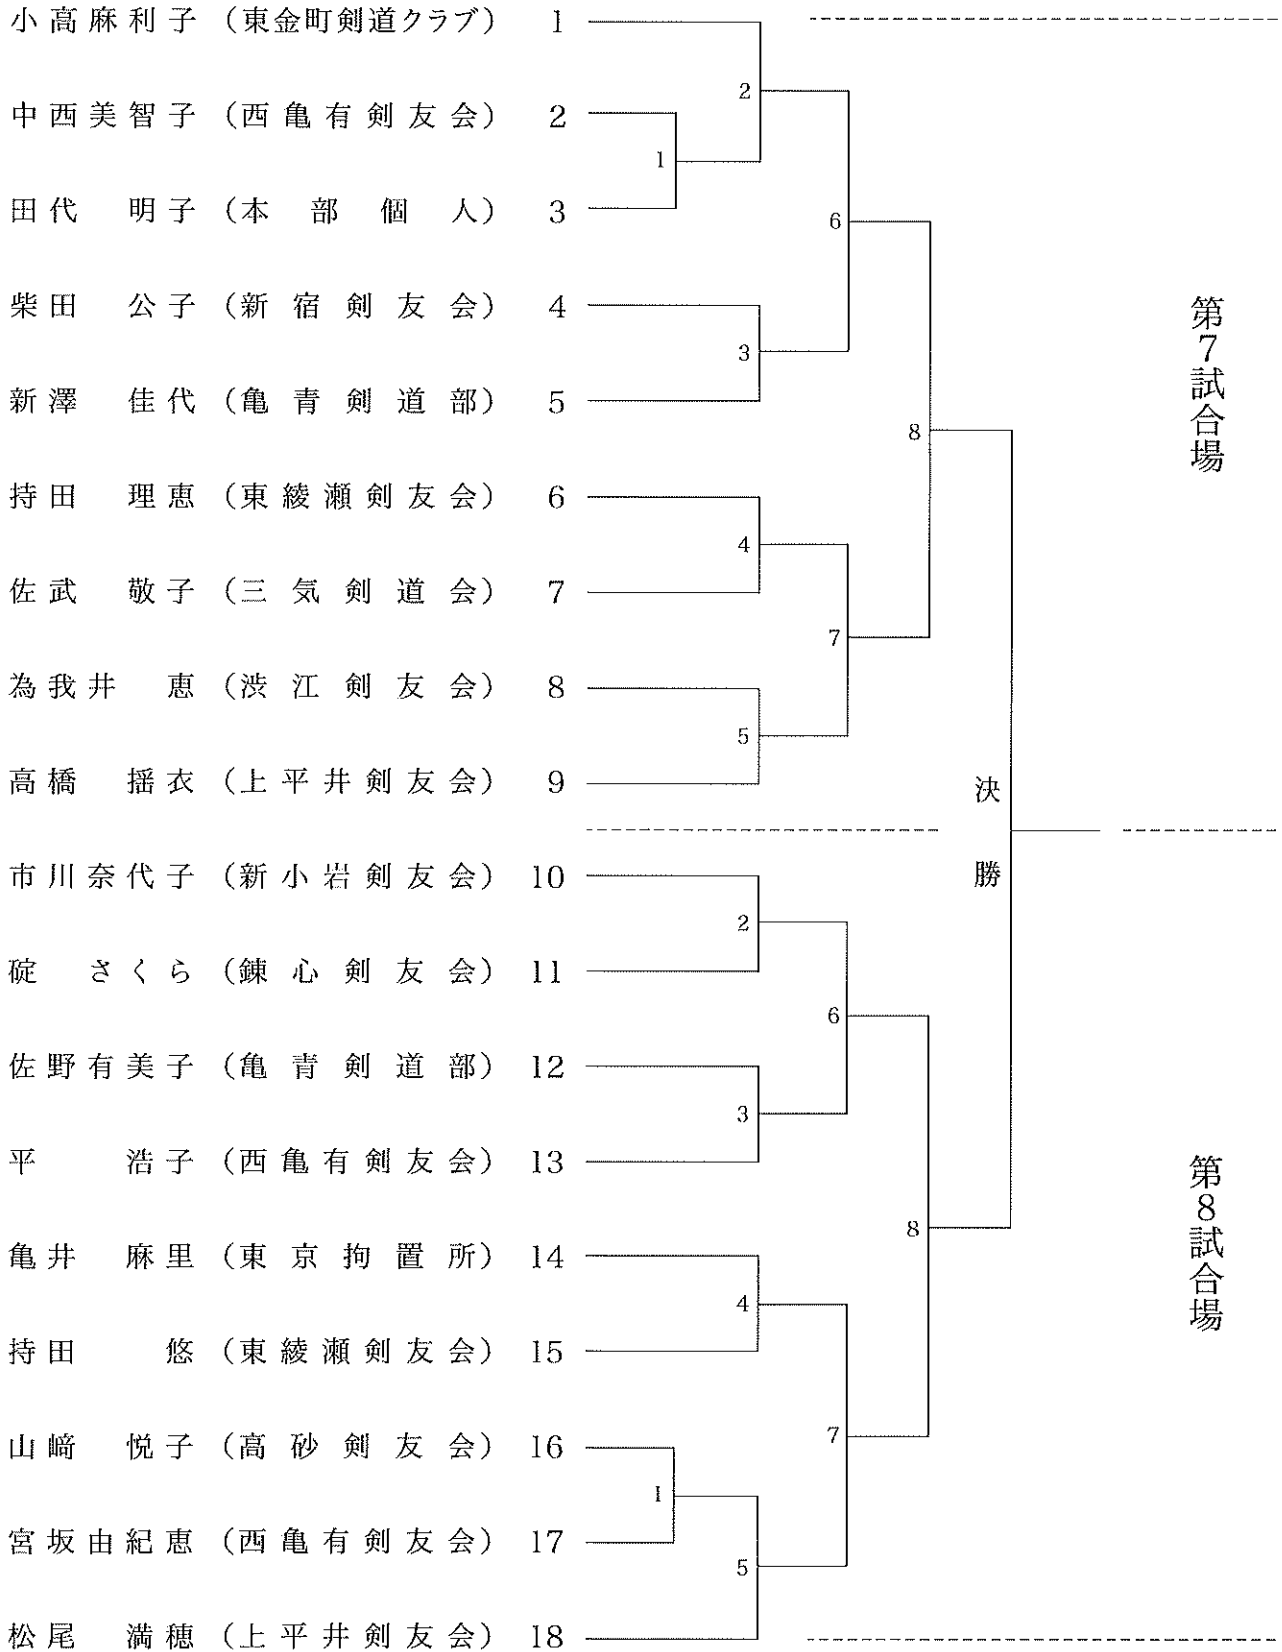 小高麻利子（東金町剣道クラブ） 1
中西美智子（西亀有剣友会） 2
田代　明子（本部個人） 3
柴田　公子（新宿剣友会） 4
新澤　佳代（亀青剣道部） 5
持田　理恵（東綾瀬剣友会） 6
佐武　敬子（三気剣道会） 7
為我井　恵（渋江剣友会） 8
高橋　揺衣（上平井剣友会） 9
市川奈代子（新小岩剣友会） 10
碇　さくら（錬心剣友会） 11
佐野有美子（亀青剣道部） 12
平　浩子（西亀有剣友会） 13
亀井　麻里（東京拘置所） 14
持田　悠（東綾瀬剣友会） 15
山﨑　悦子（高砂剣友会） 16
宮坂由紀恵（西亀有剣友会） 17
松尾　満穂（上平井剣友会） 18
1
2
3
4
5
6
7
8
第7試合場
決勝
1
2
3
4
5
6
7
8
第8試合場